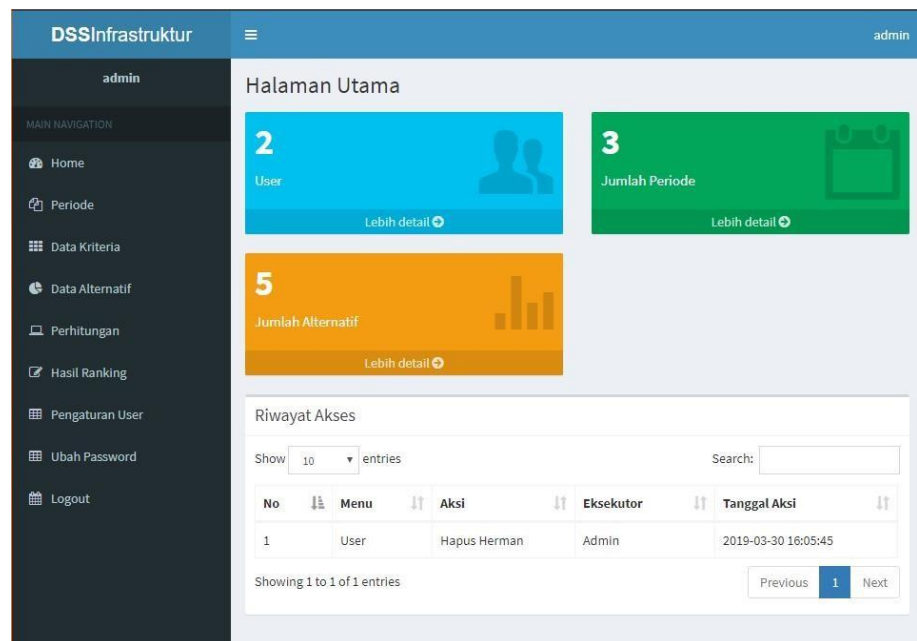 DSSInfrastruktur
admin
admin
MAIN NAVIGATION
Home
Periode
Data Kriteria
Data Alternatif
Perhitungan
Hasil Ranking
Pengaturan User
Ubah Password
Logout
Halaman Utama
2
User
Lebih detail
3
Jumlah Periode
Lebih detail
5
Jumlah Alternatif
Lebih detail
Riwayat Akses
Show 10 entries
Search:
No Menu Aksi Eksekutor Tanggal Aksi
1 User Hapus Herman Admin 2019-03-30 16:05:45
Showing 1 to 1 of 1 entries
Previous 1 Next